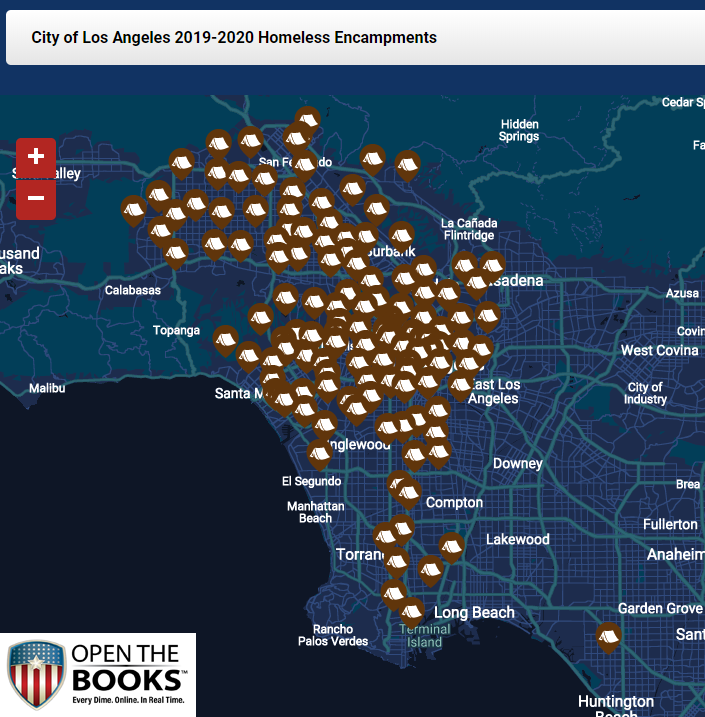 City of Los Angeles 2019-2020 Homeless Encampments
Cedar Sp
Hidden
Springs
Fa
+
San Fe
do
alley
−
La Cañada
Flintridge
usand
aks
urbank
sadena
Calabasas
Azusa
Topanga
Covin
West Covina
Malibu
Santa M
East Los
Angeles
City of
Industry
nglewood
Downey
El Segundo
Brea
Manhattan
Beach
Compton
Fullerton
Lakewood
Torran
Anaheim
Long Beach
Garden Grove
Rancho
Palos Verdes
Terminal
Island
Sant
OPEN THE
BOOKS™
Every Dime. Online. In Real Time.
Huntington
Beach